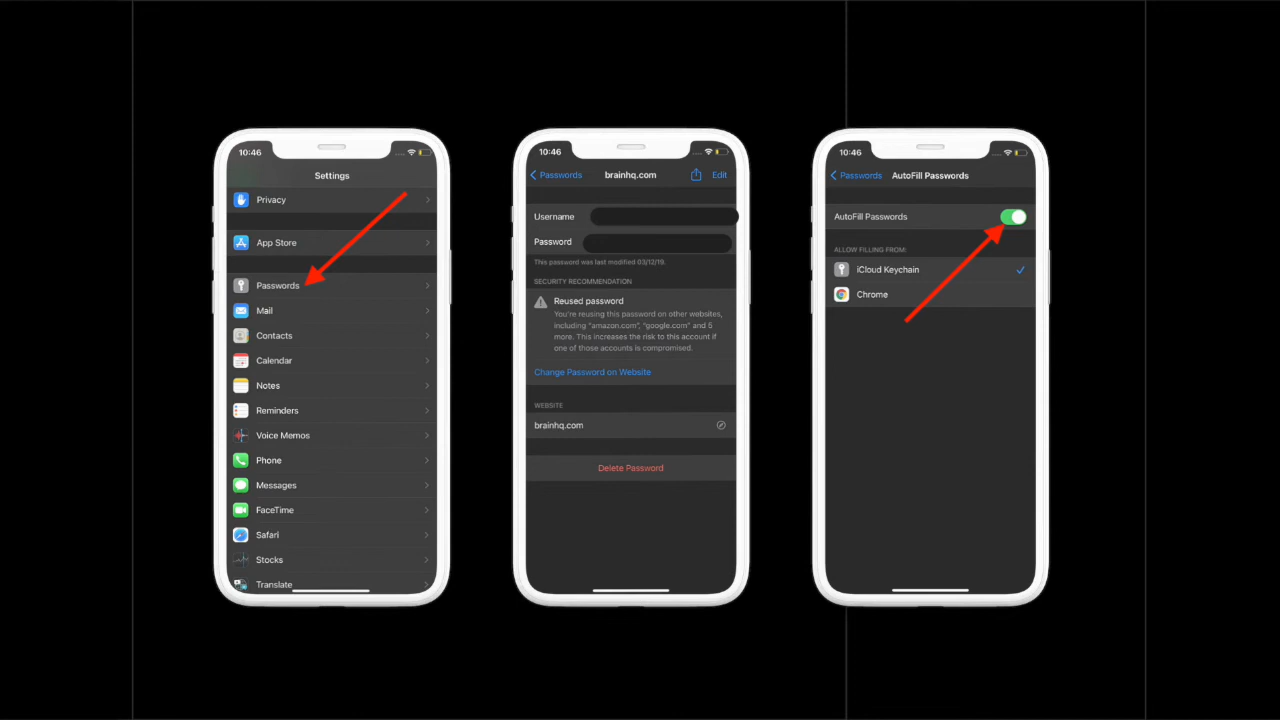 10:46
Settings
Privacy
App Store
Passwords
Mail
Contacts
Calendar
Notes
Reminders
Voice Memos
Phone
Messages
FaceTime
Safari
Stocks
Translate
10:46
Passwords brainhq.com Edit
Username
Password
This password was last modified 03/12/19.
SECURITY RECOMMENDATION
Reused password
You're reusing this password on other websites,
including "amazon.com", "google.com" and 5
more. This increases the risk to this account if
one of those accounts is compromised.
Change Password on Website
WEBSITE
brainhq.com
Delete Password
10:46
Passwords AutoFill Passwords
AutoFill Passwords
ALLOW FILLING FROM:
iCloud Keychain
Chrome